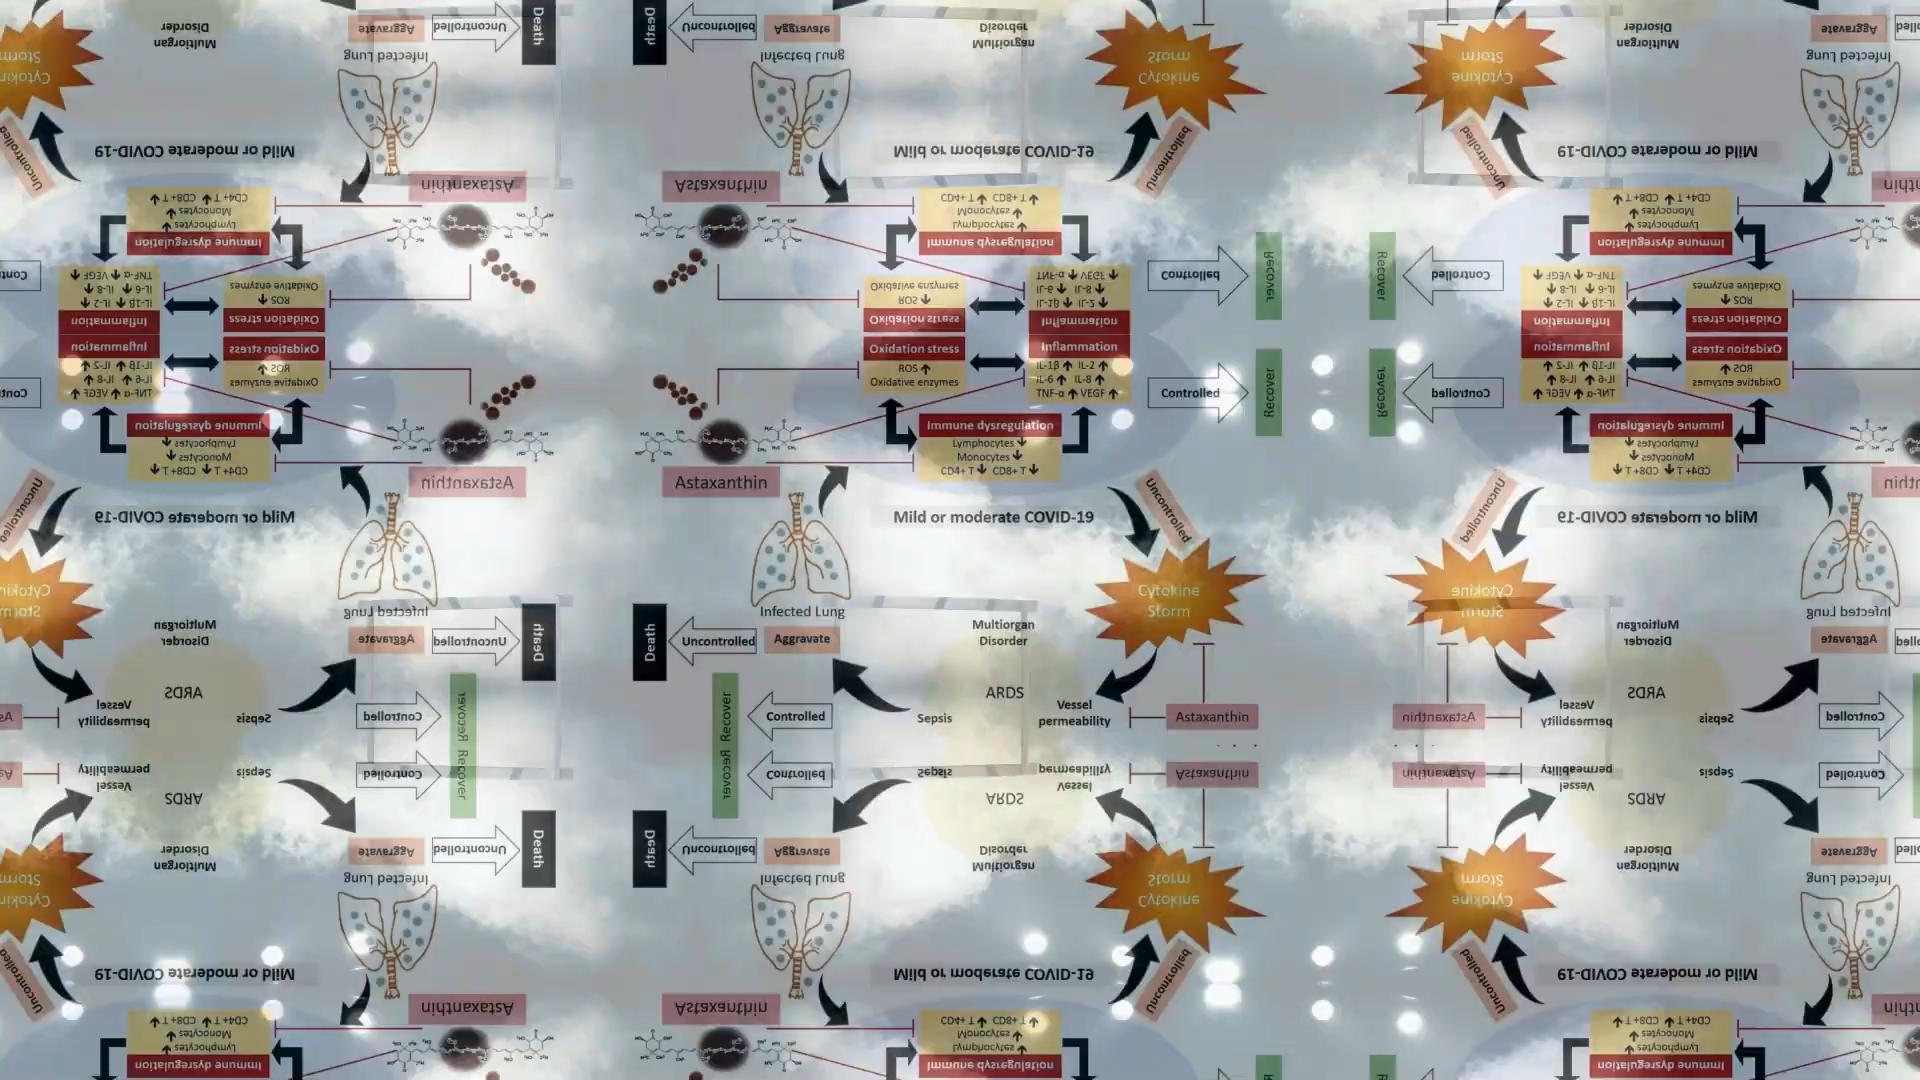 Oxidation stress
Inflammation
ROS ↑
IL-1β ↑ IL-2 ↑
Oxidative enzymes
IL-6 ↑ IL-8 ↑
TNF-α ↑ VEGF ↑
Controlled
Recover
Immune dysregulation
Lymphocytes ↓
Monocytes ↓
CD4+ T ↓ CD8+ T ↓
Astaxanthin
Mild or moderate COVID-19
Uncontrolled
Cytokine
Storm
Infected Lung
Death
Uncontrolled
Aggravate
Multiorgan
Disorder
ARDS
Vessel
permeability
Sepsis
Controlled
Recover
Astaxanthin